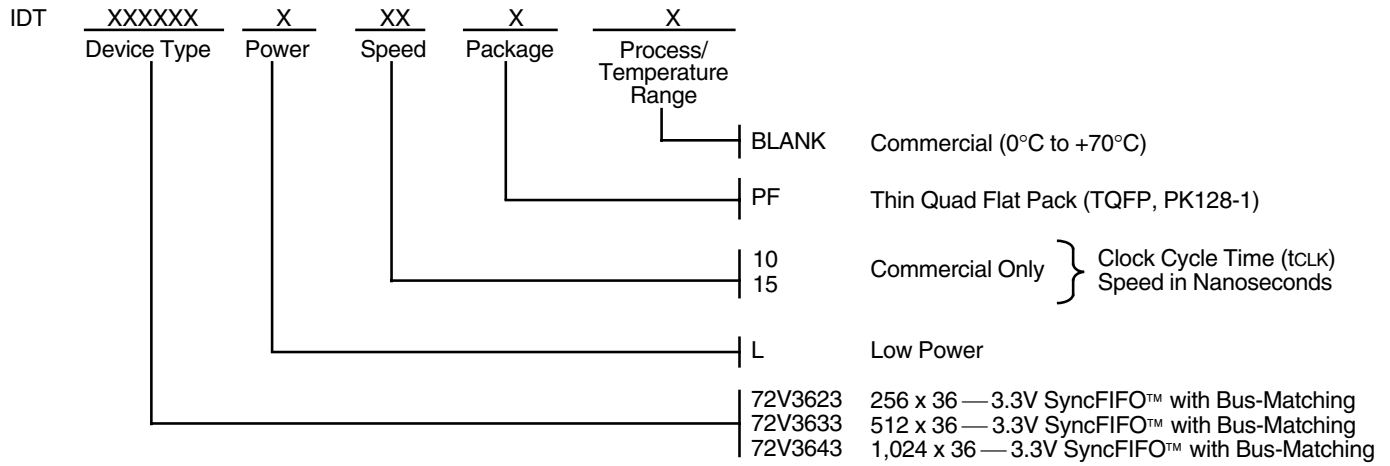 IDT XXXXXX X XX X X
Device Type Power Speed Package Process/
Temperature
Range
BLANK Commercial (0°C to +70°C)
PF Thin Quad Flat Pack (TQFP, PK128-1)
10
15
Commercial Only
Clock Cycle Time (tCLK)
Speed in Nanoseconds
L Low Power
72V3623 256 x 36 — 3.3V SyncFIFO™ with Bus-Matching
72V3633 512 x 36 — 3.3V SyncFIFO™ with Bus-Matching
72V3643 1,024 x 36 — 3.3V SyncFIFO™ with Bus-Matching